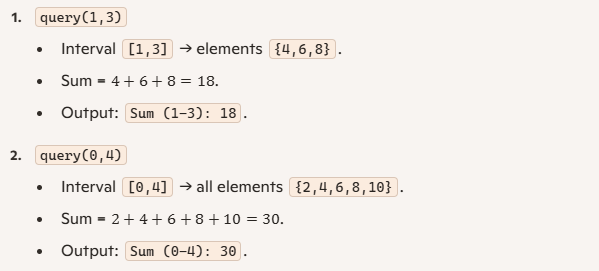 1. query(1,3)
• Interval [1,3] → elements {4,6,8}.
• Sum = 4 + 6 + 8 = 18.
• Output: Sum (1–3): 18.
2. query(0,4)
• Interval [0,4] → all elements {2,4,6,8,10}.
• Sum = 2 + 4 + 6 + 8 + 10 = 30.
• Output: Sum (0–4): 30.